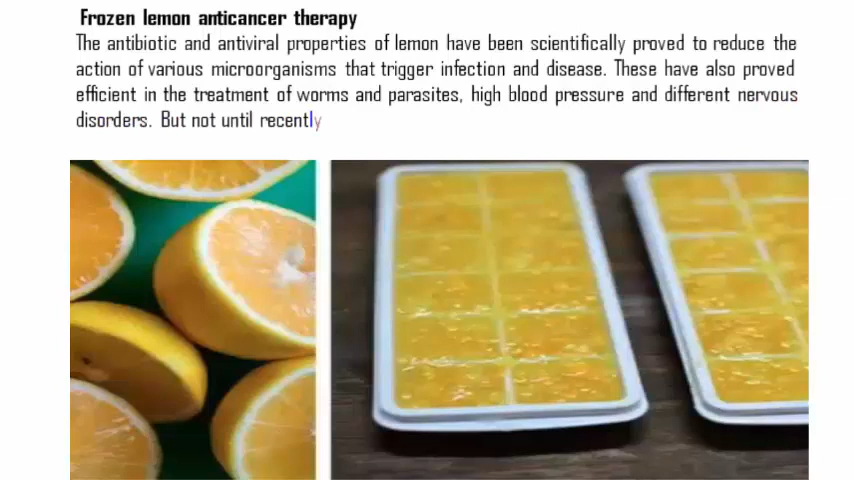 Frozen lemon anticancer therapy
The antibiotic and antiviral properties of lemon have been scientifically proved to reduce the
action of various microorganisms that trigger infection and disease. These have also proved
efficient in the treatment of worms and parasites, high blood pressure and different nervous
disorders. But not until recently